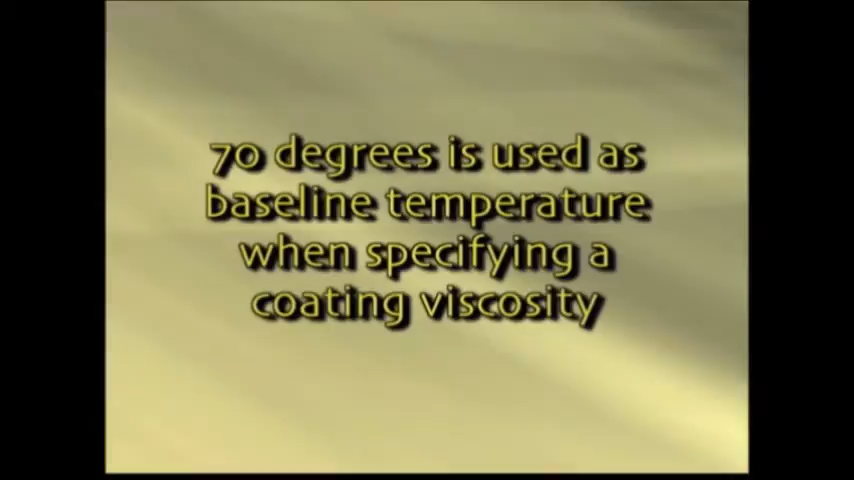 70 degrees is used as
baseline temperature
when specifying a
coating viscosity